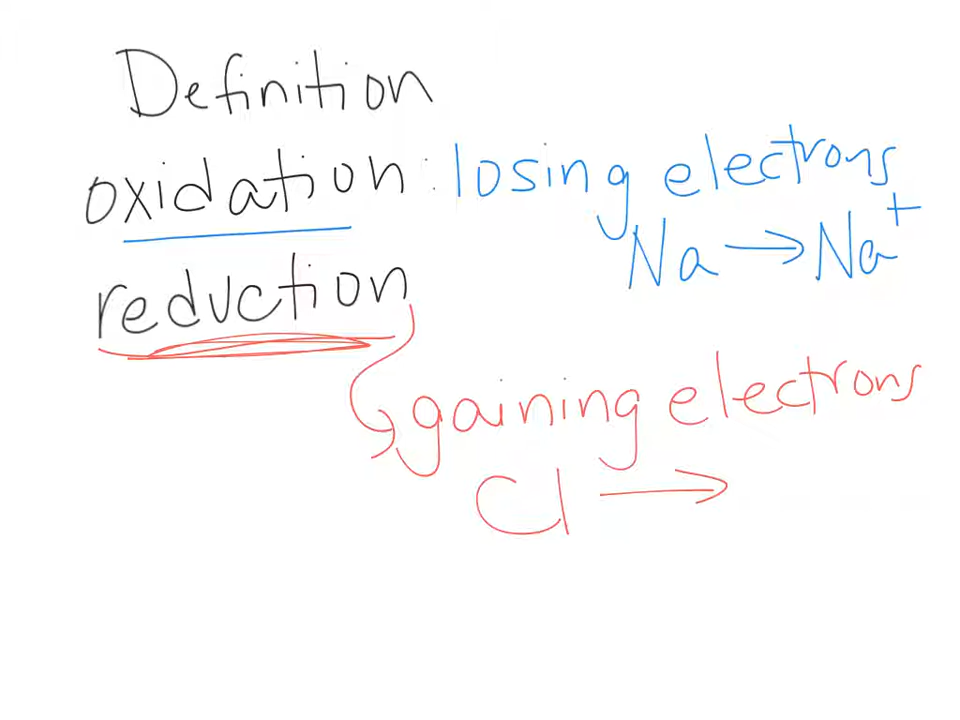 Definition
oxidation: losing electrons
Na → Na⁺
reduction
gaining electrons
Cl →